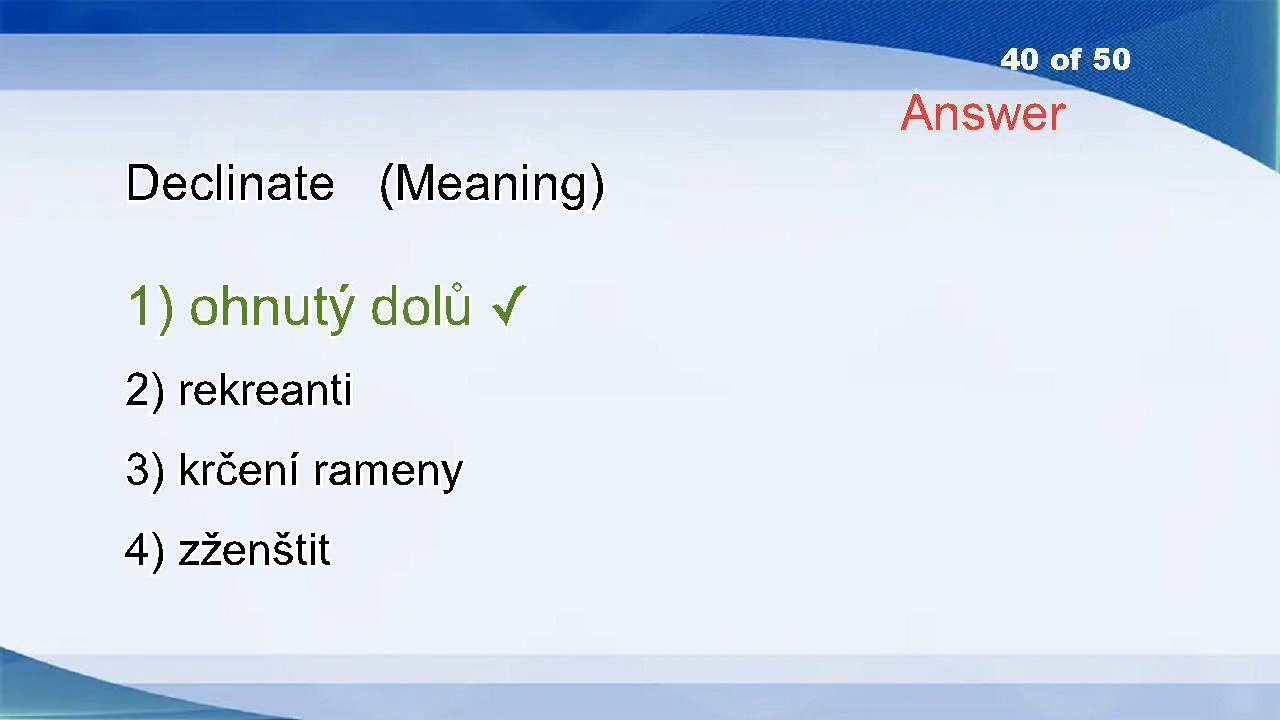 40 of 50
Answer
Declinate (Meaning)
1) ohnutý dolů ✓
2) rekreanti
3) krčení rameny
4) zženštit